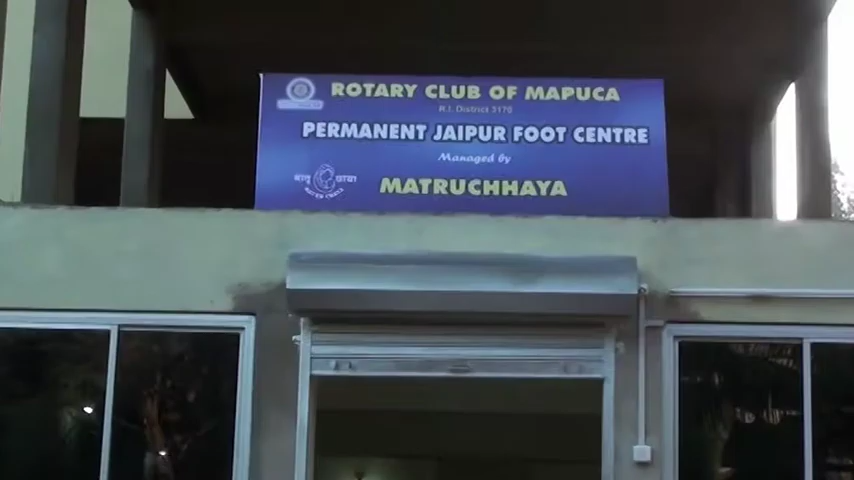 ROTARY CLUB OF MAPUCA
R.I. District 3170
PERMANENT JAIPUR FOOT CENTRE
Managed by
मातृ छाया
MATRUCHHAYA